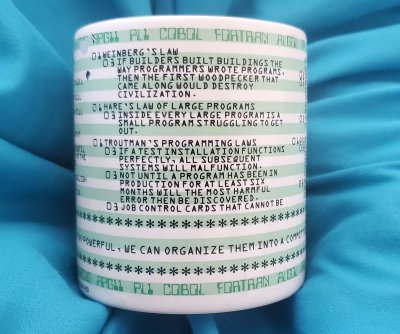 RPG11 PL1 COBOL FORTRAN ALGOL
01 WEINBERG'S LAW
03 IF BUILDERS BUILT BUILDINGS THE
WAY PROGRAMMERS WROTE PROGRAMS,
THEN THE FIRST WOODPECKER THAT
CAME ALONG WOULD DESTROY
CIVILIZATION.
01 HARE'S LAW OF LARGE PROGRAMS
03 INSIDE EVERY LARGE PROGRAM IS A
SMALL PROGRAM STRUGGLING TO GET
OUT.
01 TROUTMAN'S PROGRAMMING LAWS
03 IF A TEST INSTALLATION FUNCTIONS
PERFECTLY, ALL SUBSEQUENT
SYSTEMS WILL MALFUNCTION.
03 NOT UNTIL A PROGRAM HAS BEEN IN
PRODUCTION FOR AT LEAST SIX
MONTHS WILL THE MOST HARMFUL
ERROR THEN BE DISCOVERED.
03 JOB CONTROL CARDS THAT CANNOT BE
********************************
POWERFUL, WE CAN ORGANIZE THEM INTO A
********************************
RPG11 PL1 COBOL FORTRAN ALGOL